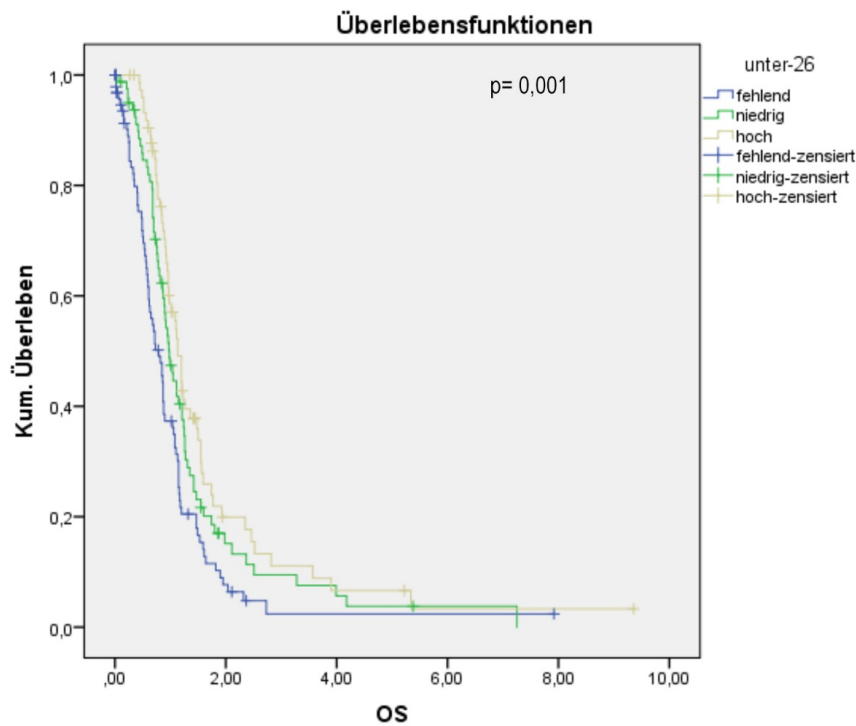 Überlebensfunktionen
p= 0,001
unter-26
fehlend
niedrig
hoch
fehlend-zensiert
niedrig-zensiert
hoch-zensiert
Kum. Überleben
1,0
0,8
0,6
0,4
0,2
0,0
,00 2,00 4,00 6,00 8,00 10,00
OS